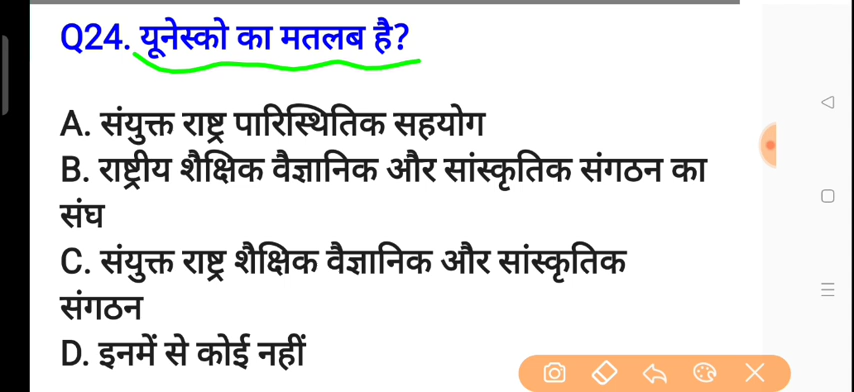 Q24. यूनेस्को का मतलब है?
A. संयुक्त राष्ट्र पारिस्थितिक सहयोग
B. राष्ट्रीय शैक्षिक वैज्ञानिक और सांस्कृतिक संगठन का
संघ
C. संयुक्त राष्ट्र शैक्षिक वैज्ञानिक और सांस्कृतिक
संगठन
D. इनमें से कोई नहीं